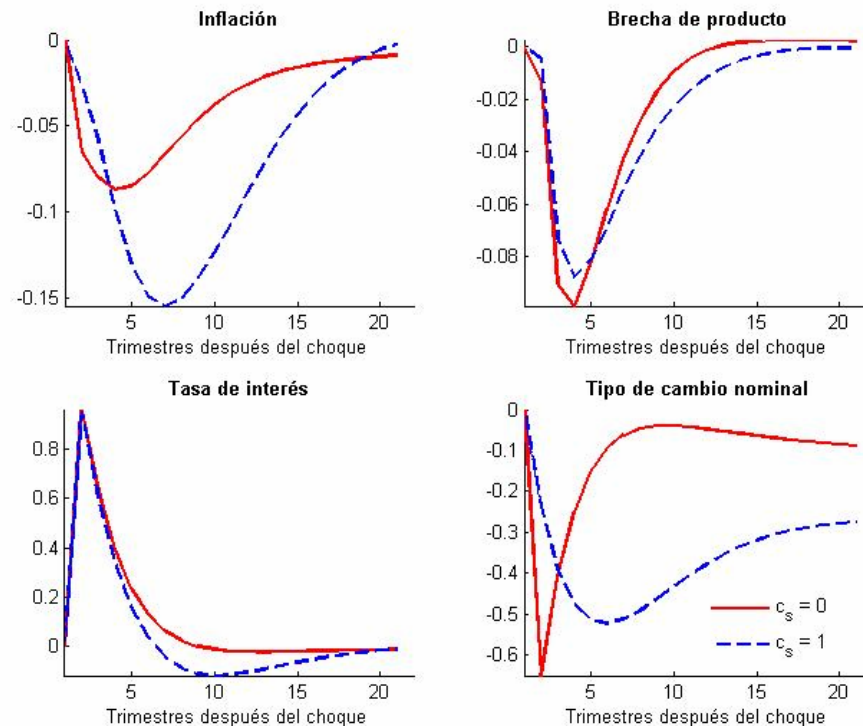 Inflación
0
-0.05
-0.1
-0.15
5 10 15 20
Trimestres después del choque
Brecha de producto
0
-0.02
-0.04
-0.06
-0.08
5 10 15 20
Trimestres después del choque
Tasa de interés
0.8
0.6
0.4
0.2
0
5 10 15 20
Trimestres después del choque
Tipo de cambio nominal
0
-0.1
-0.2
-0.3
-0.4
-0.5
-0.6
c_s = 0
c_s = 1
5 10 15 20
Trimestres después del choque